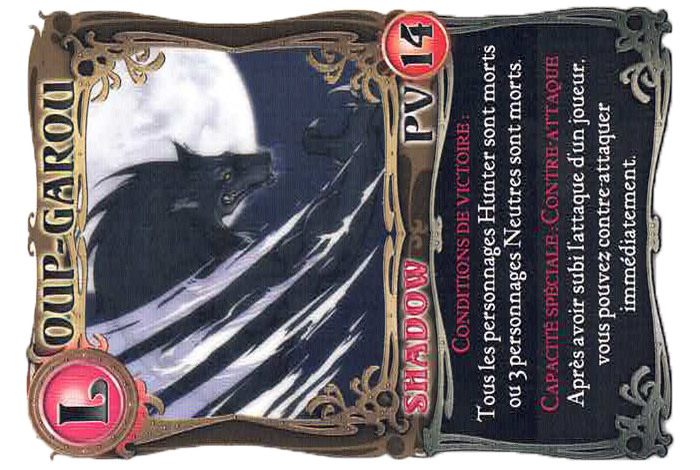 LOUP-GAROU
SHADOW PV 14
CONDITIONS DE VICTOIRE :
Tous les personnages Hunter sont morts
ou 3 personnages Neutres sont morts.
CAPACITÉ SPÉCIALE : CONTRE-ATTAQUE
Après avoir subi l'attaque d'un joueur,
vous pouvez contre-attaquer
immédiatement.